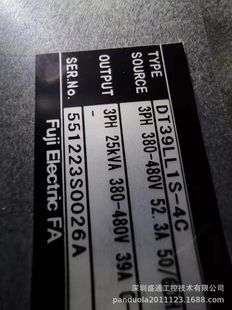 TYPE DT39LL1S-4C
SOURCE 3PH 380-480V 52.3A 50/
OUTPUT 3PH 25kVA 380-480V 39A
SER.No. 551223S0026A
Fuji Electric FA
深圳盛通工控技术有限公司
panduola2011123.1688.com